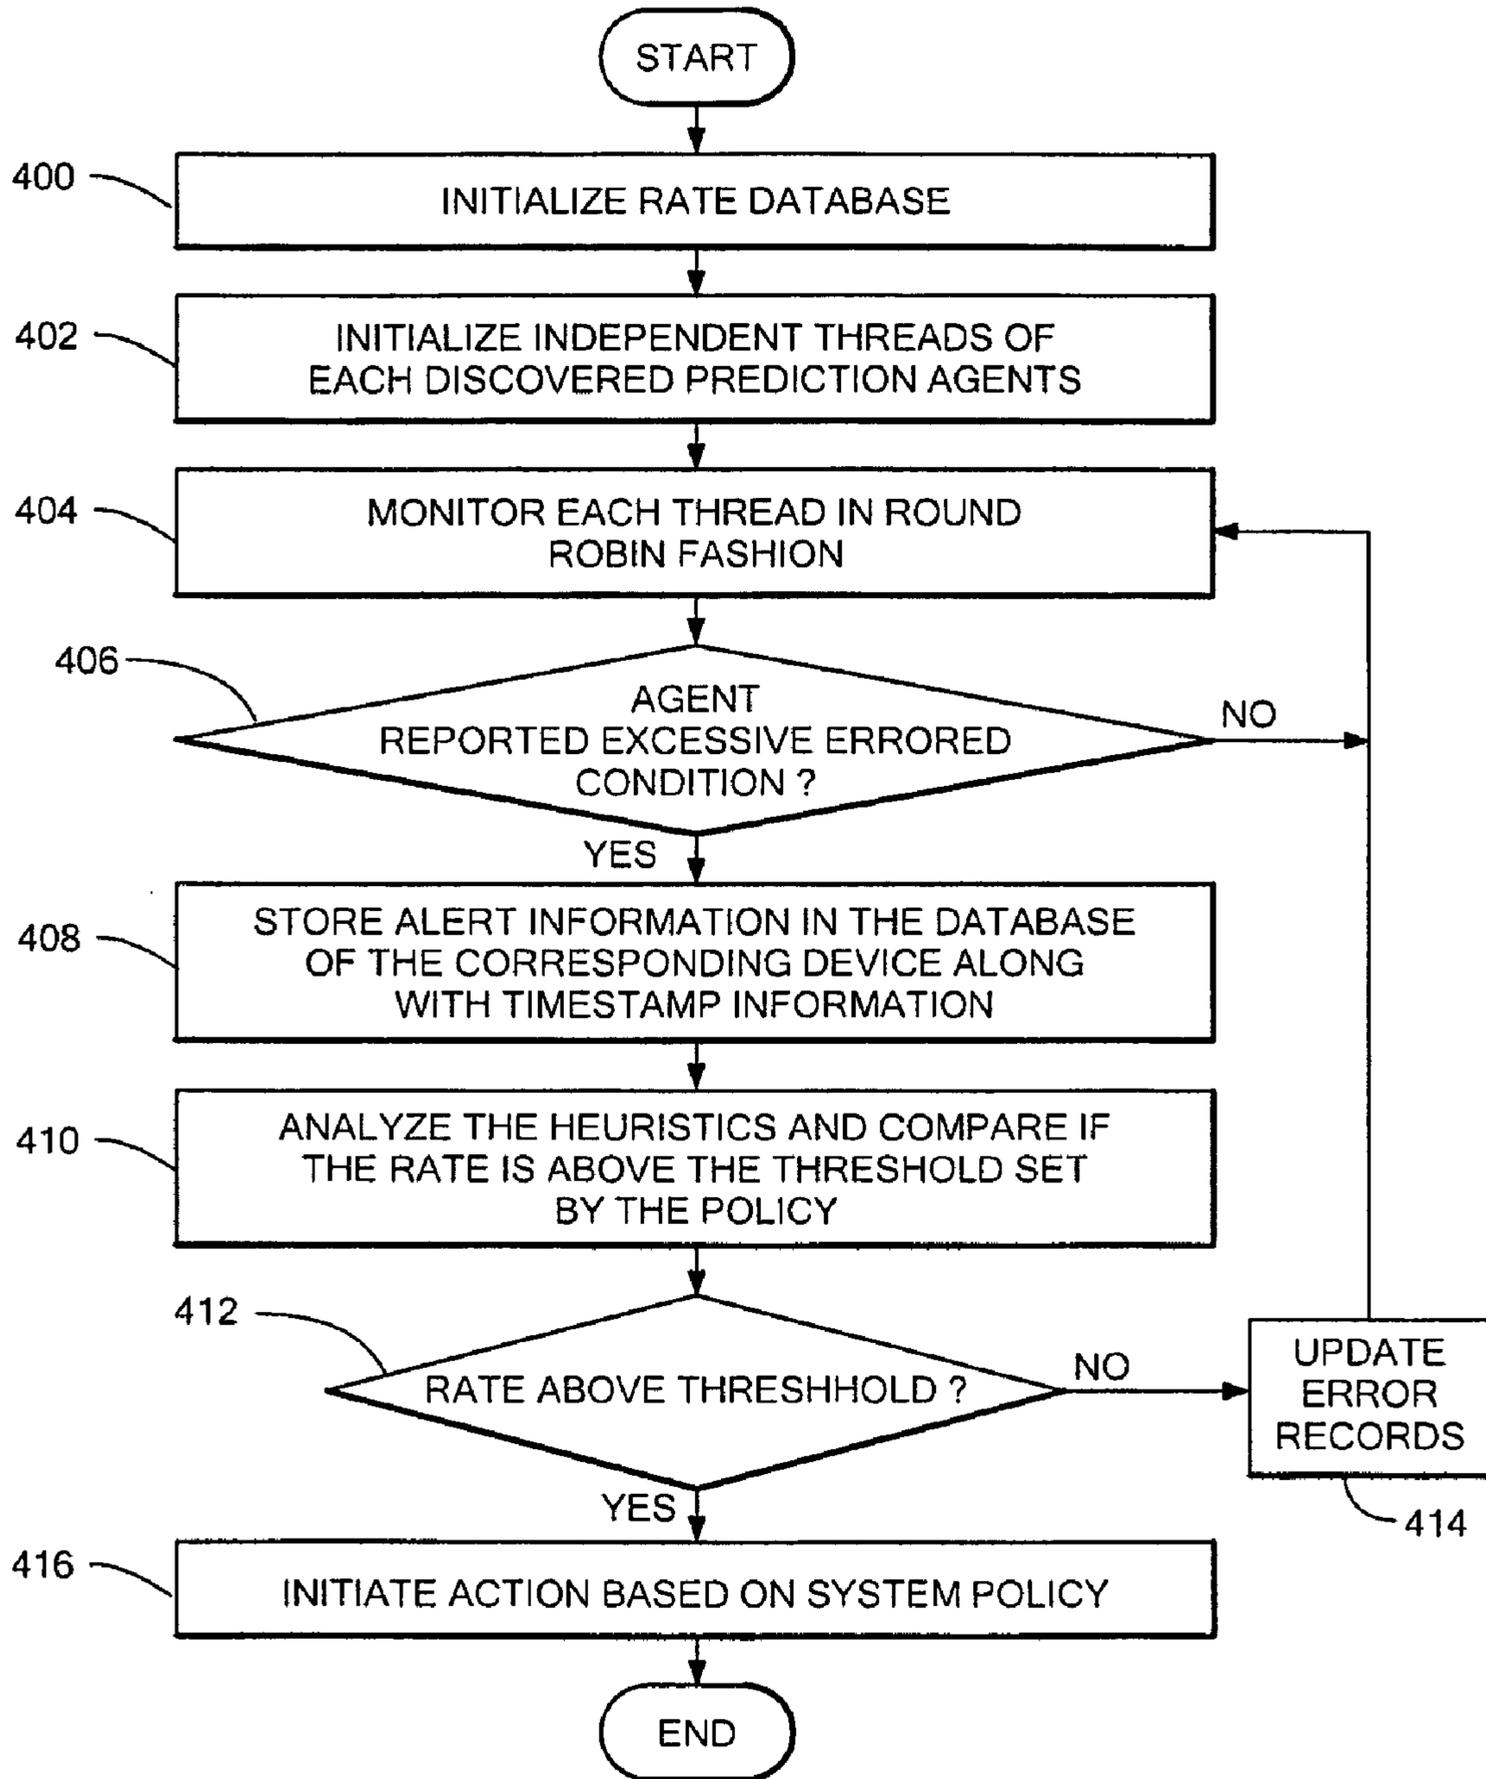 START
400
INITIALIZE RATE DATABASE
402
INITIALIZE INDEPENDENT THREADS OF
EACH DISCOVERED PREDICTION AGENTS
404
MONITOR EACH THREAD IN ROUND
ROBIN FASHION
406
AGENT
REPORTED EXCESSIVE ERRORED
CONDITION ?
NO
YES
408
STORE ALERT INFORMATION IN THE DATABASE
OF THE CORRESPONDING DEVICE ALONG
WITH TIMESTAMP INFORMATION
410
ANALYZE THE HEURISTICS AND COMPARE IF
THE RATE IS ABOVE THE THRESHOLD SET
BY THE POLICY
412
RATE ABOVE THRESHHOLD ?
NO
UPDATE
ERROR
RECORDS
414
YES
416
INITIATE ACTION BASED ON SYSTEM POLICY
END